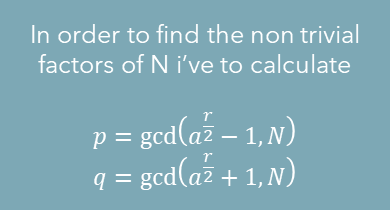 In order to find the non trivial
factors of N i've to calculate
p = gcd(a^{r/2} − 1, N)
q = gcd(a^{r/2} + 1, N)